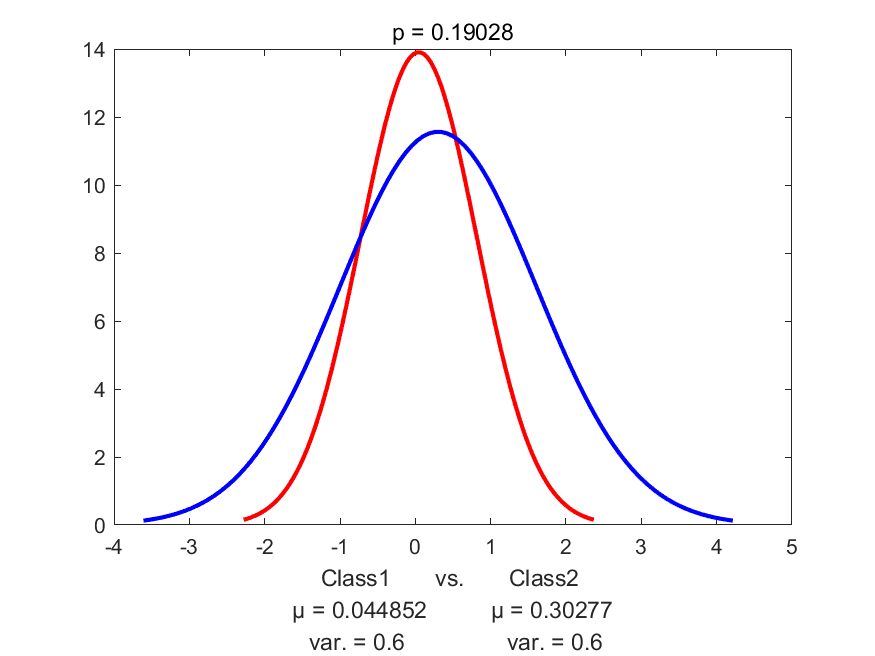 p = 0.19028
14
12
10
8
6
4
2
0
-4 -3 -2 -1 0 1 2 3 4 5
Class1 vs. Class2
μ = 0.044852 μ = 0.30277
var. = 0.6 var. = 0.6